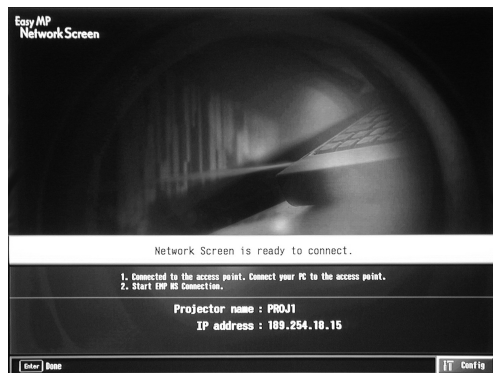 Easy MP
Network Screen
Network Screen is ready to connect.
1. Connected to the access point. Connect your PC to the access point.
2. Start EMP NS Connection.
Projector name : PROJ1
IP address : 189.254.18.15
Enter Done
Config